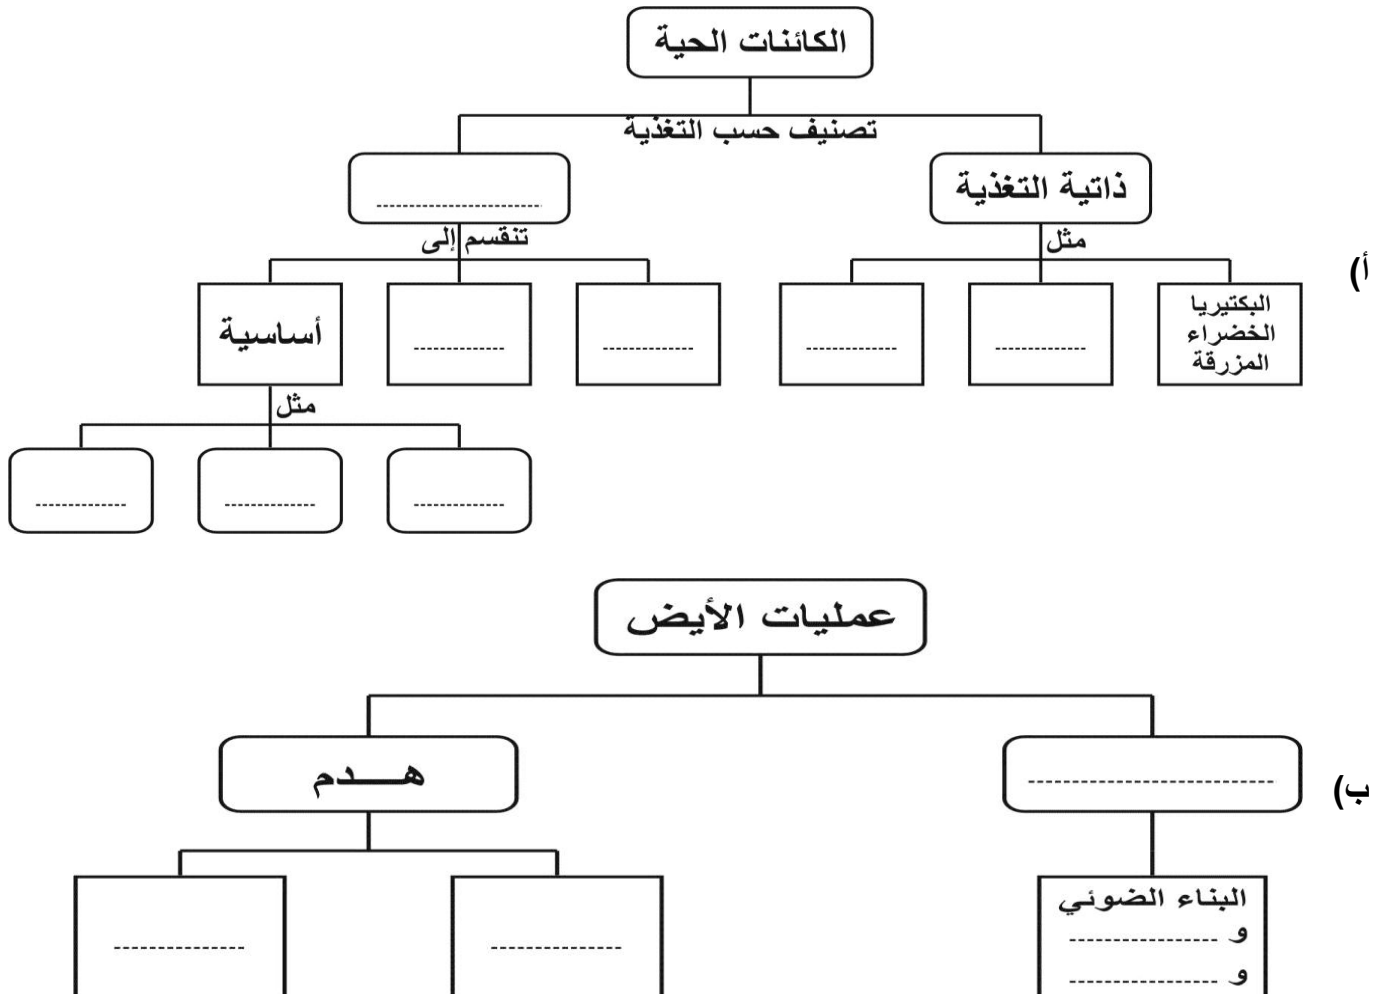 الكائنات الحية
تصنيف حسب التغذية
ذاتية التغذية
مثل
تنقسم إلى
أ)
البكتيريا
الخضراء
المزرقة
أساسية
مثل
عمليات الأيض
هــــدم
ب)
البناء الضوئي
و
و